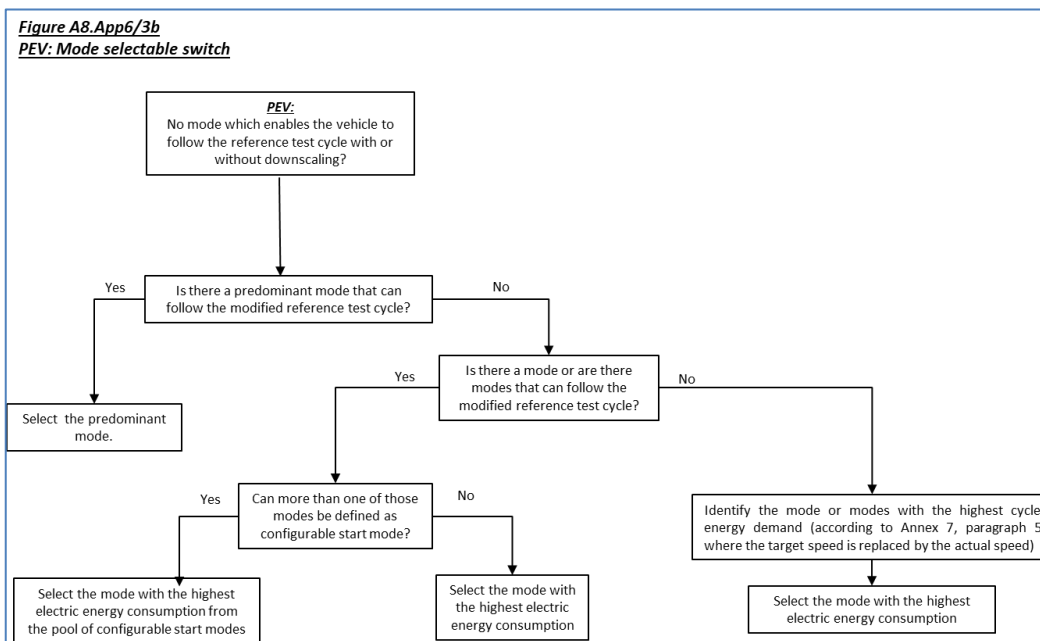 Figure A8.App6/3b
PEV: Mode selectable switch
PEV:
No mode which enables the vehicle to
follow the reference test cycle with or
without downscaling?
Yes
Is there a predominant mode that can
follow the modified reference test cycle?
No
Select the predominant
mode.
Yes
Is there a mode or are there
modes that can follow the
modified reference test cycle?
No
Yes
Can more than one of those
modes be defined as
configurable start mode?
No
Identify the mode or modes with the highest cycle
energy demand (according to Annex 7, paragraph 5
where the target speed is replaced by the actual speed)
Select the mode with the highest
electric energy consumption from
the pool of configurable start modes
Select the mode with
the highest electric
energy consumption
Select the mode with the highest
electric energy consumption